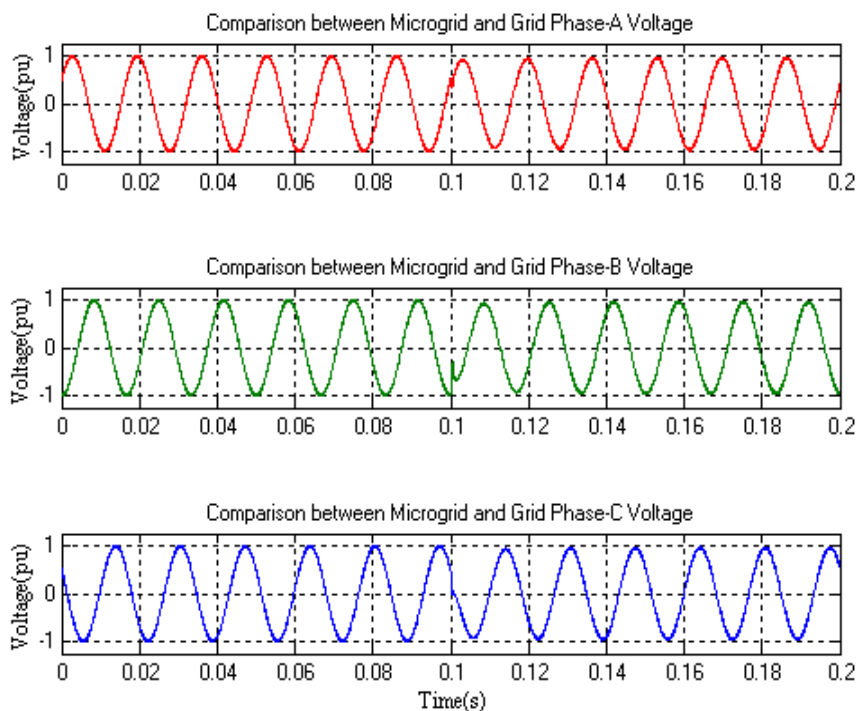 Comparison between Microgrid and Grid Phase-A Voltage
Voltage(pu)
1
0
-1
0 0.02 0.04 0.06 0.08 0.1 0.12 0.14 0.16 0.18 0.2
Comparison between Microgrid and Grid Phase-B Voltage
Voltage(pu)
1
0
-1
0 0.02 0.04 0.06 0.08 0.1 0.12 0.14 0.16 0.18 0.2
Comparison between Microgrid and Grid Phase-C Voltage
Voltage(pu)
1
0
-1
0 0.02 0.04 0.06 0.08 0.1 0.12 0.14 0.16 0.18 0.2
Time(s)